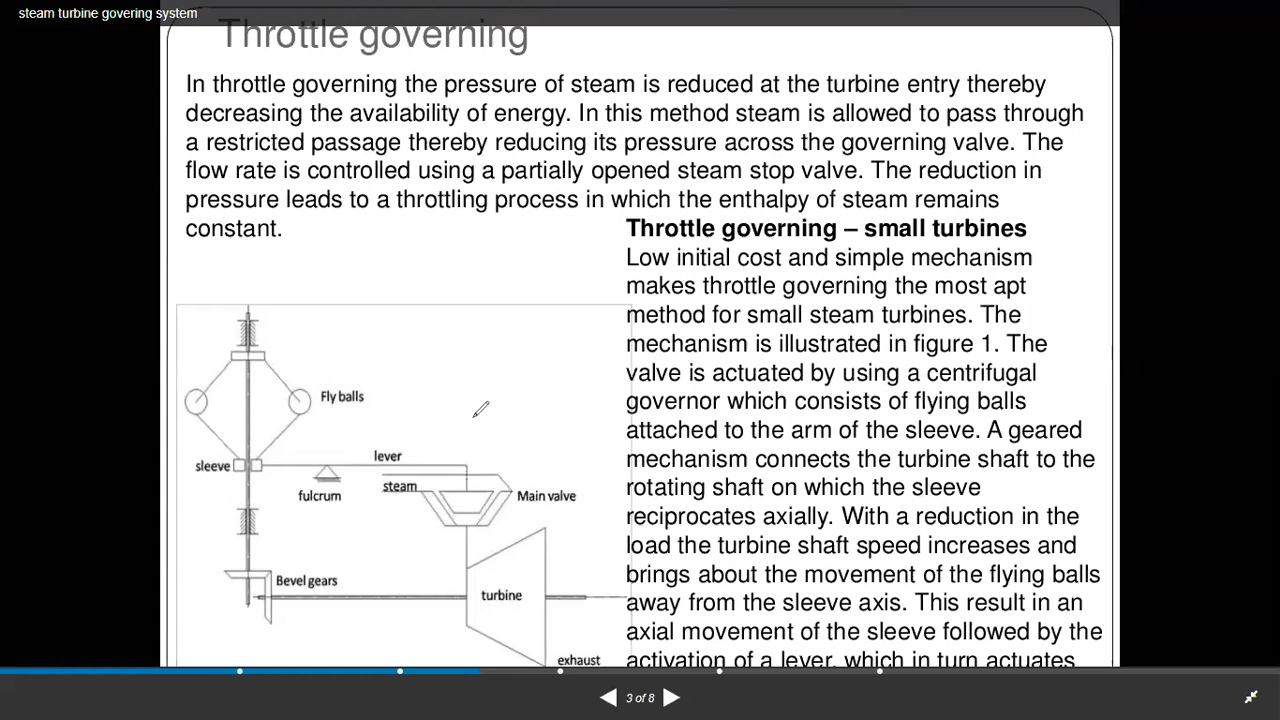 steam turbine govering system
Throttle governing
In throttle governing the pressure of steam is reduced at the turbine entry thereby
decreasing the availability of energy. In this method steam is allowed to pass through
a restricted passage thereby reducing its pressure across the governing valve. The
flow rate is controlled using a partially opened steam stop valve. The reduction in
pressure leads to a throttling process in which the enthalpy of steam remains
constant.
Throttle governing – small turbines
Low initial cost and simple mechanism
makes throttle governing the most apt
method for small steam turbines. The
mechanism is illustrated in figure 1. The
valve is actuated by using a centrifugal
governor which consists of flying balls
attached to the arm of the sleeve. A geared
mechanism connects the turbine shaft to the
rotating shaft on which the sleeve
reciprocates axially. With a reduction in the
load the turbine shaft speed increases and
brings about the movement of the flying balls
away from the sleeve axis. This result in an
axial movement of the sleeve followed by the
activation of a lever, which in turn actuates
Fly balls
lever
sleeve
fulcrum
steam
Main valve
Bevel gears
turbine
exhaust
3 of 8